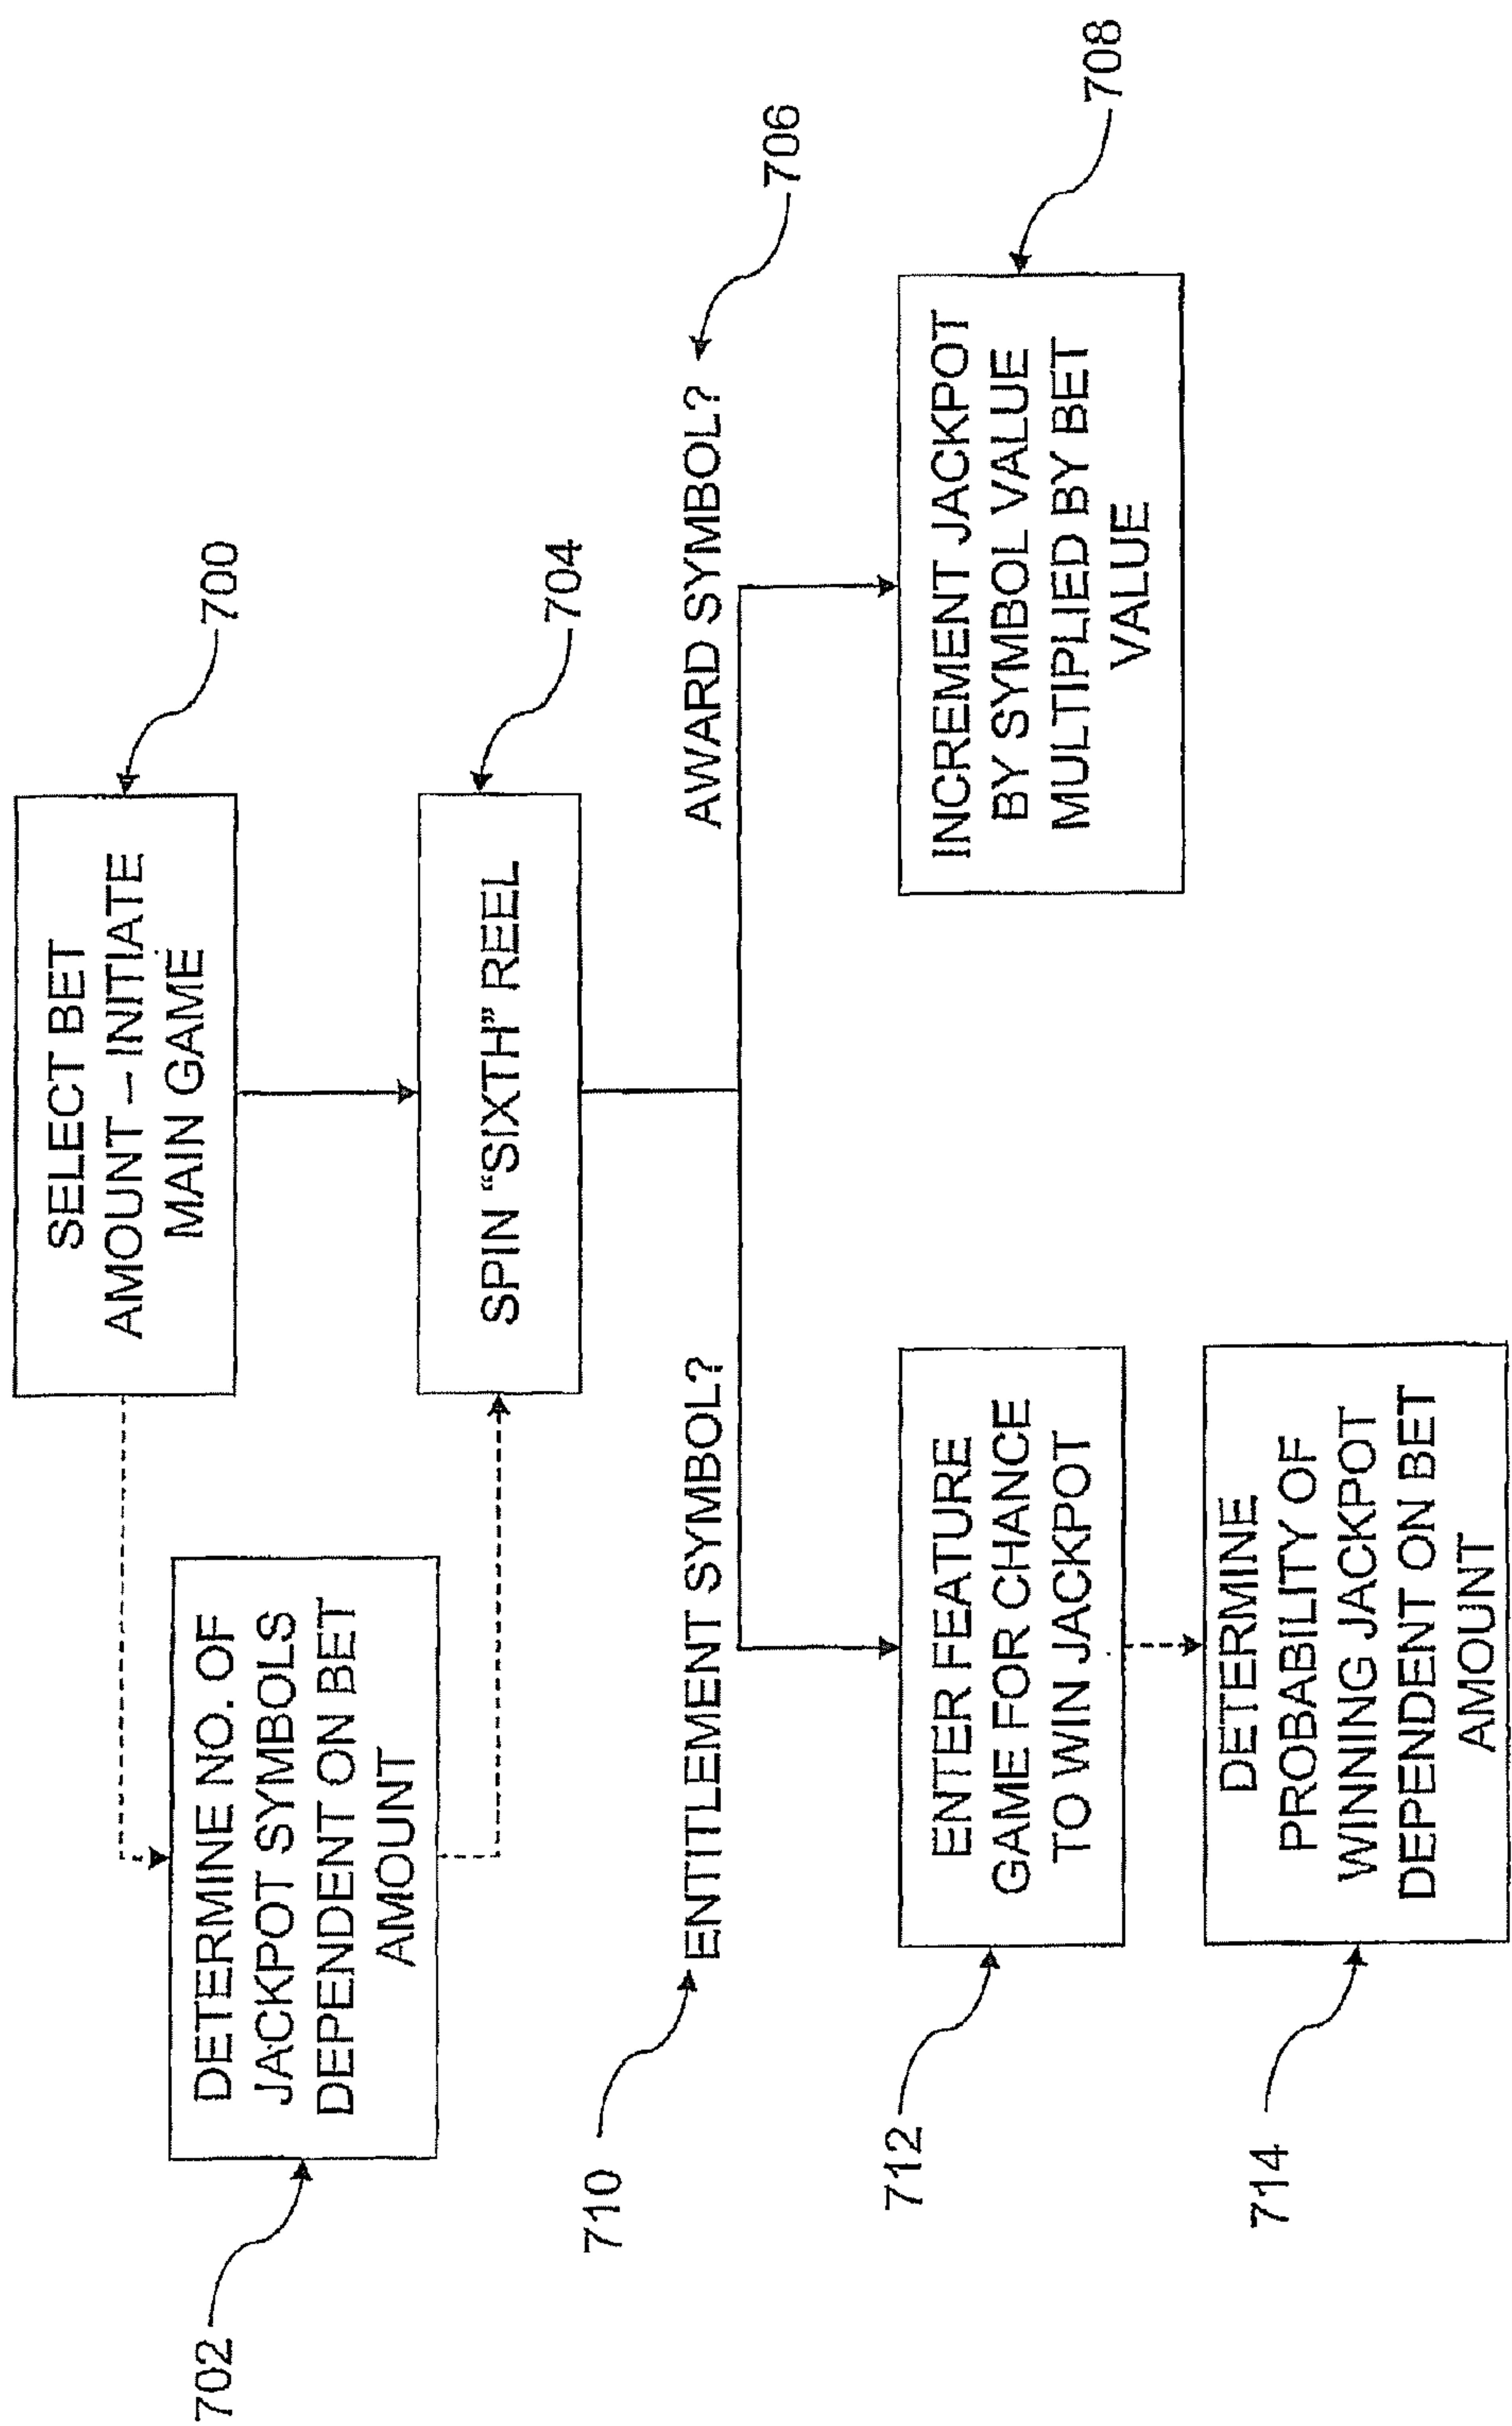 SELECT BET
AMOUNT – INITIATE
MAIN GAME
700
DETERMINE NO. OF
JACKPOT SYMBOLS
DEPENDENT ON BET
AMOUNT
702
SPIN “SIXTH” REEL
704
710
ENTITLEMENT SYMBOL?
AWARD SYMBOL?
706
ENTER FEATURE
GAME FOR CHANCE
TO WIN JACKPOT
712
INCREMENT JACKPOT
BY SYMBOL VALUE
MULTIPLIED BY BET
VALUE
708
DETERMINE
PROBABILITY OF
WINNING JACKPOT
DEPENDENT ON BET
AMOUNT
714